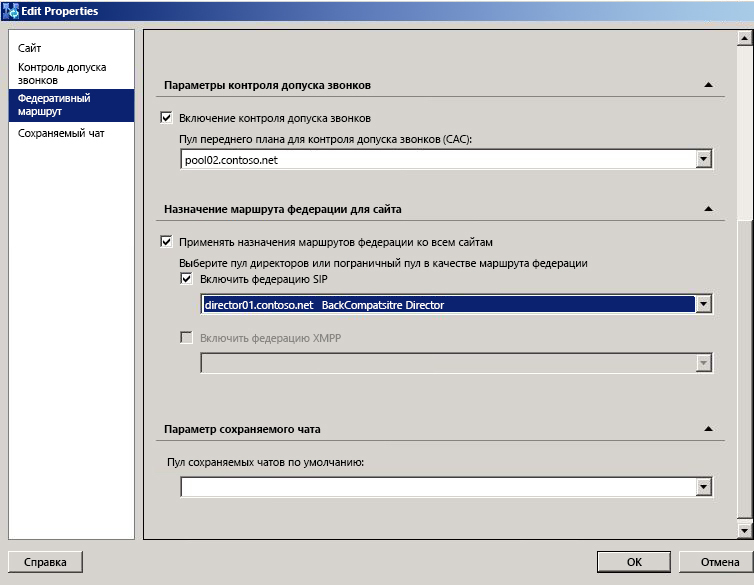 Edit Properties
Сайт
Контроль допуска
звонков
Федеративный
маршрут
Сохраняемый чат
Параметры контроля допуска звонков
Включение контроля допуска звонков
Пул переднего плана для контроля допуска звонков (CAC):
pool02.contoso.net
Назначение маршрута федерации для сайта
Применять назначения маршрутов федерации ко всем сайтам
Выберите пул директоров или пограничный пул в качестве маршрута федерации
Включить федерацию SIP
director01.contoso.net BackCompatsitre Director
Включить федерацию XMPP
Параметр сохраняемого чата
Пул сохраняемых чатов по умолчанию:
Справка
ОК
Отмена